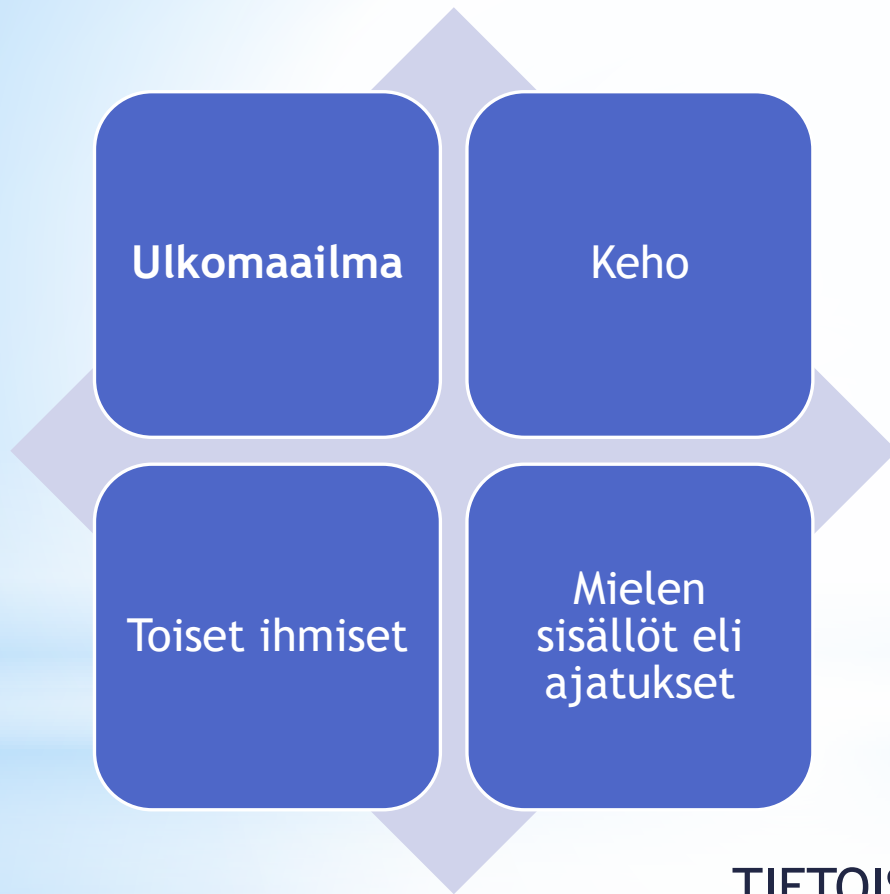 Ulkomaailma
Keho
Toiset ihmiset
Mielen
sisällöt eli
ajatukset